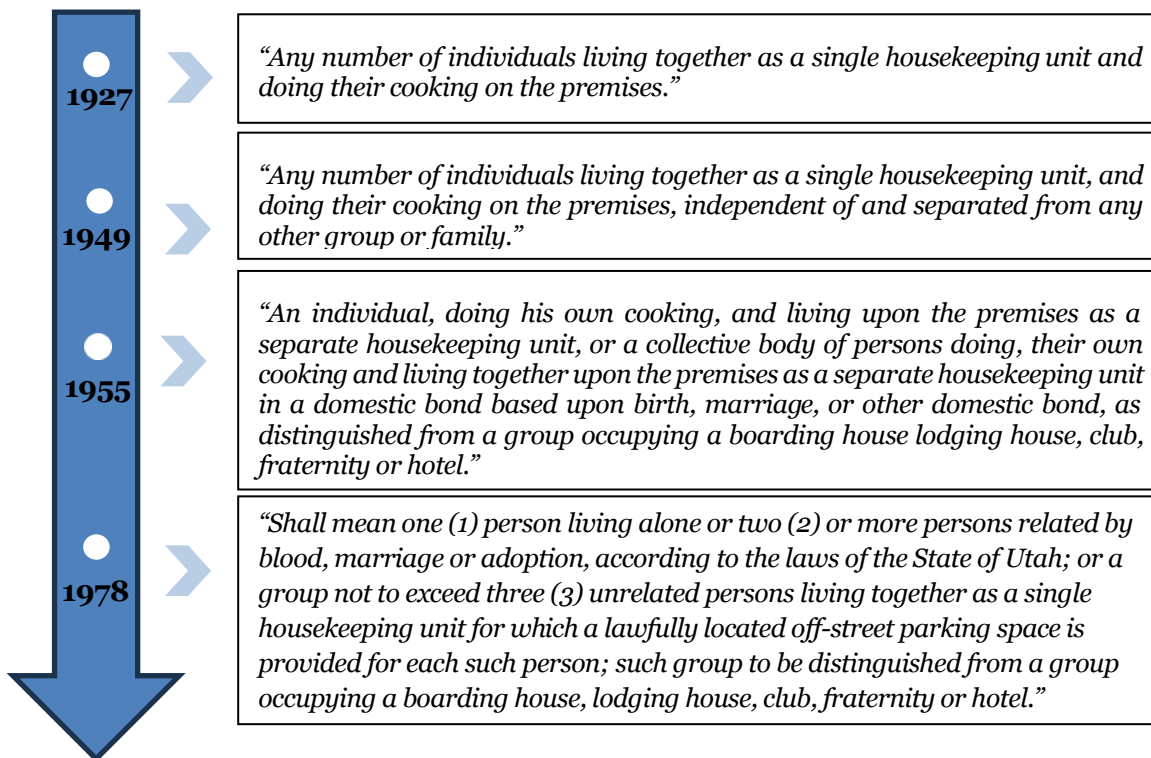 1927
“Any number of individuals living together as a single housekeeping unit and
doing their cooking on the premises.”
1949
“Any number of individuals living together as a single housekeeping unit, and
doing their cooking on the premises, independent of and separated from any
other group or family.”
1955
“An individual, doing his own cooking, and living upon the premises as a
separate housekeeping unit, or a collective body of persons doing, their own
cooking and living together upon the premises as a separate housekeeping unit
in a domestic bond based upon birth, marriage, or other domestic bond, as
distinguished from a group occupying a boarding house lodging house, club,
fraternity or hotel.”
1978
“Shall mean one (1) person living alone or two (2) or more persons related by
blood, marriage or adoption, according to the laws of the State of Utah; or a
group not to exceed three (3) unrelated persons living together as a single
housekeeping unit for which a lawfully located off-street parking space is
provided for each such person; such group to be distinguished from a group
occupying a boarding house, lodging house, club, fraternity or hotel.”